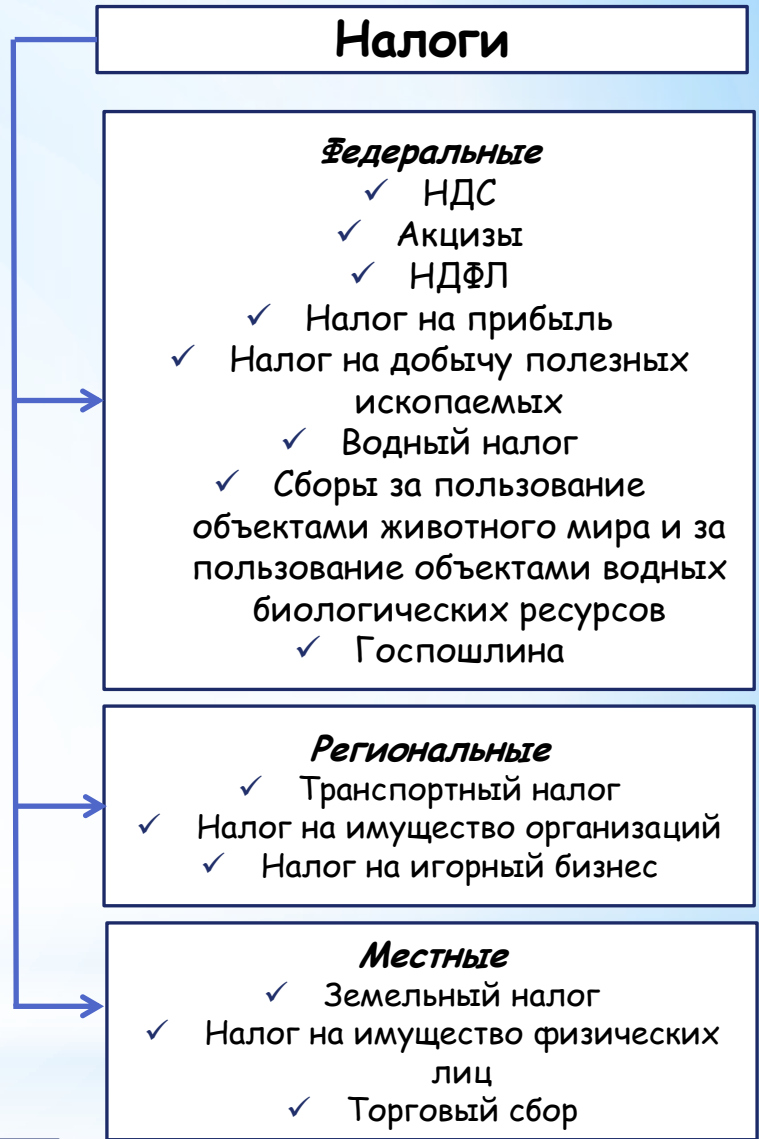 Налоги
Федеральные
✓ НДС
✓ Акцизы
✓ НДФЛ
✓ Налог на прибыль
✓ Налог на добычу полезных
ископаемых
✓ Водный налог
✓ Сборы за пользование
объектами животного мира и за
пользование объектами водных
биологических ресурсов
✓ Госпошлина
Региональные
✓ Транспортный налог
✓ Налог на имущество организаций
✓ Налог на игорный бизнес
Местные
✓ Земельный налог
✓ Налог на имущество физических
лиц
✓ Торговый сбор